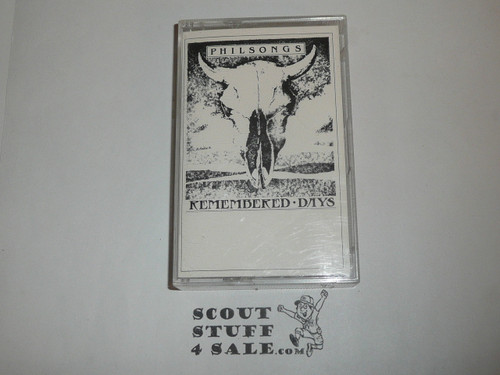 PHILSONGS
REMEMBERED · DAYS
SCOUT
STUFF
4 SALE.com